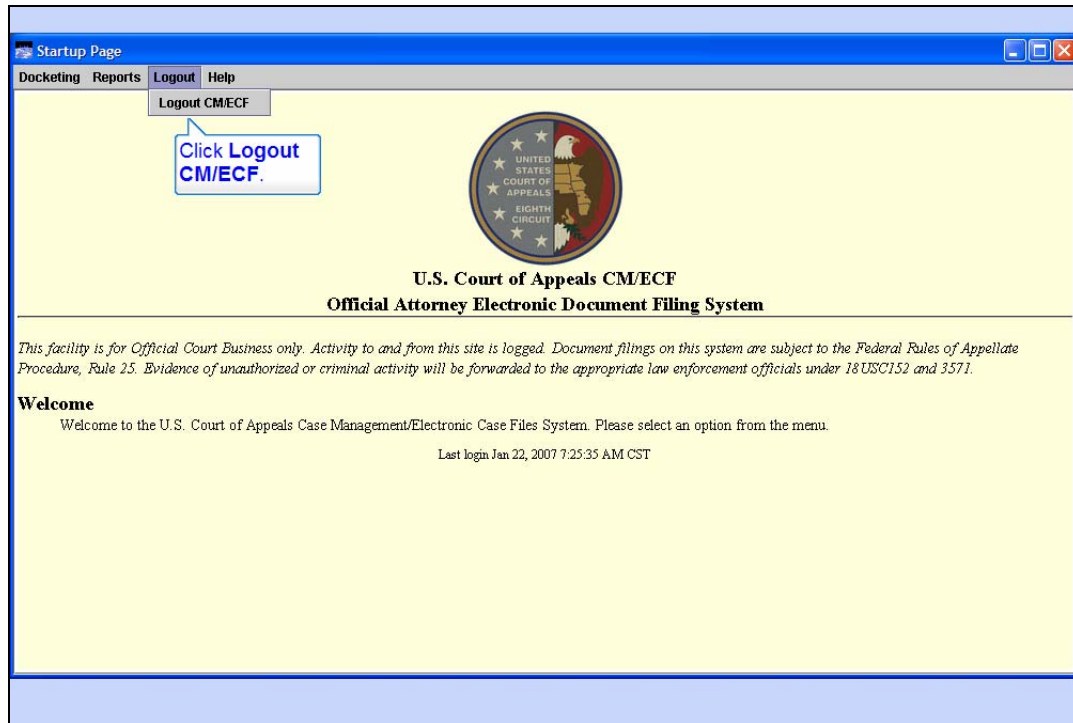 Startup Page
Docketing Reports Logout Help
Logout CM/ECF
Click Logout
CM/ECF.
UNITED
STATES
COURT OF
APPEALS
EIGHTH
CIRCUIT
U.S. Court of Appeals CM/ECF
Official Attorney Electronic Document Filing System
This facility is for Official Court Business only. Activity to and from this site is logged. Document filings on this system are subject to the Federal Rules of Appellate
Procedure, Rule 25. Evidence of unauthorized or criminal activity will be forwarded to the appropriate law enforcement officials under 18 USC152 and 3571.
Welcome
Welcome to the U.S. Court of Appeals Case Management/Electronic Case Files System. Please select an option from the menu.
Last login Jan 22, 2007 7:25:35 AM CST